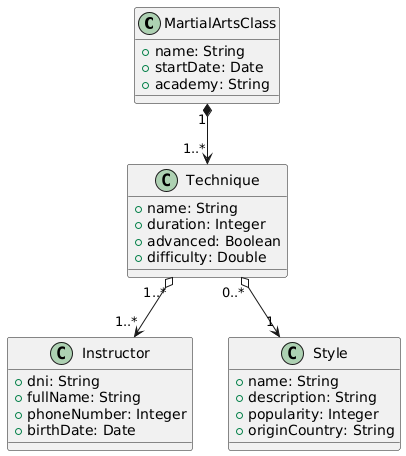 C MartialArtsClass
name: String
startDate: Date
academy: String
1
1..*
C Technique
name: String
duration: Integer
advanced: Boolean
difficulty: Double
1..*
0..*
1..*
1
C Instructor
dni: String
fullName: String
phoneNumber: Integer
birthDate: Date
C Style
name: String
description: String
popularity: Integer
originCountry: String